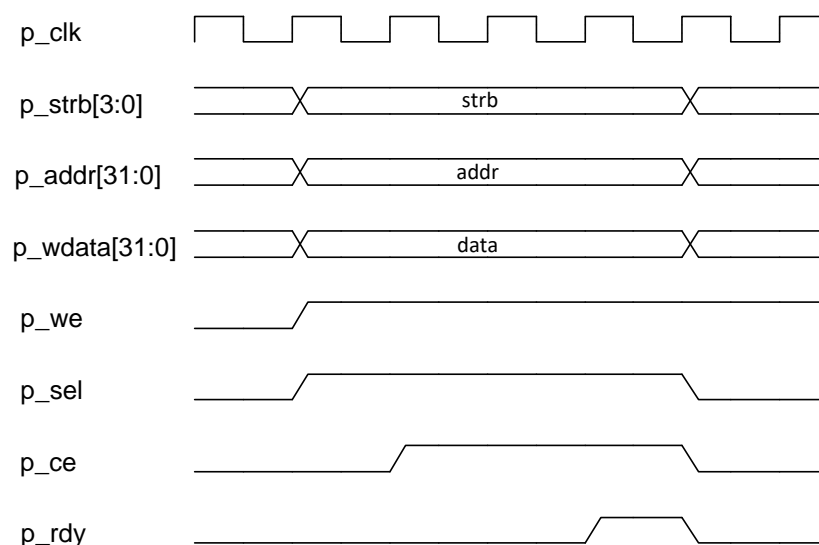 p_clk
p_strb[3:0] strb
p_addr[31:0] addr
p_wdata[31:0] data
p_we
p_sel
p_ce
p_rdy